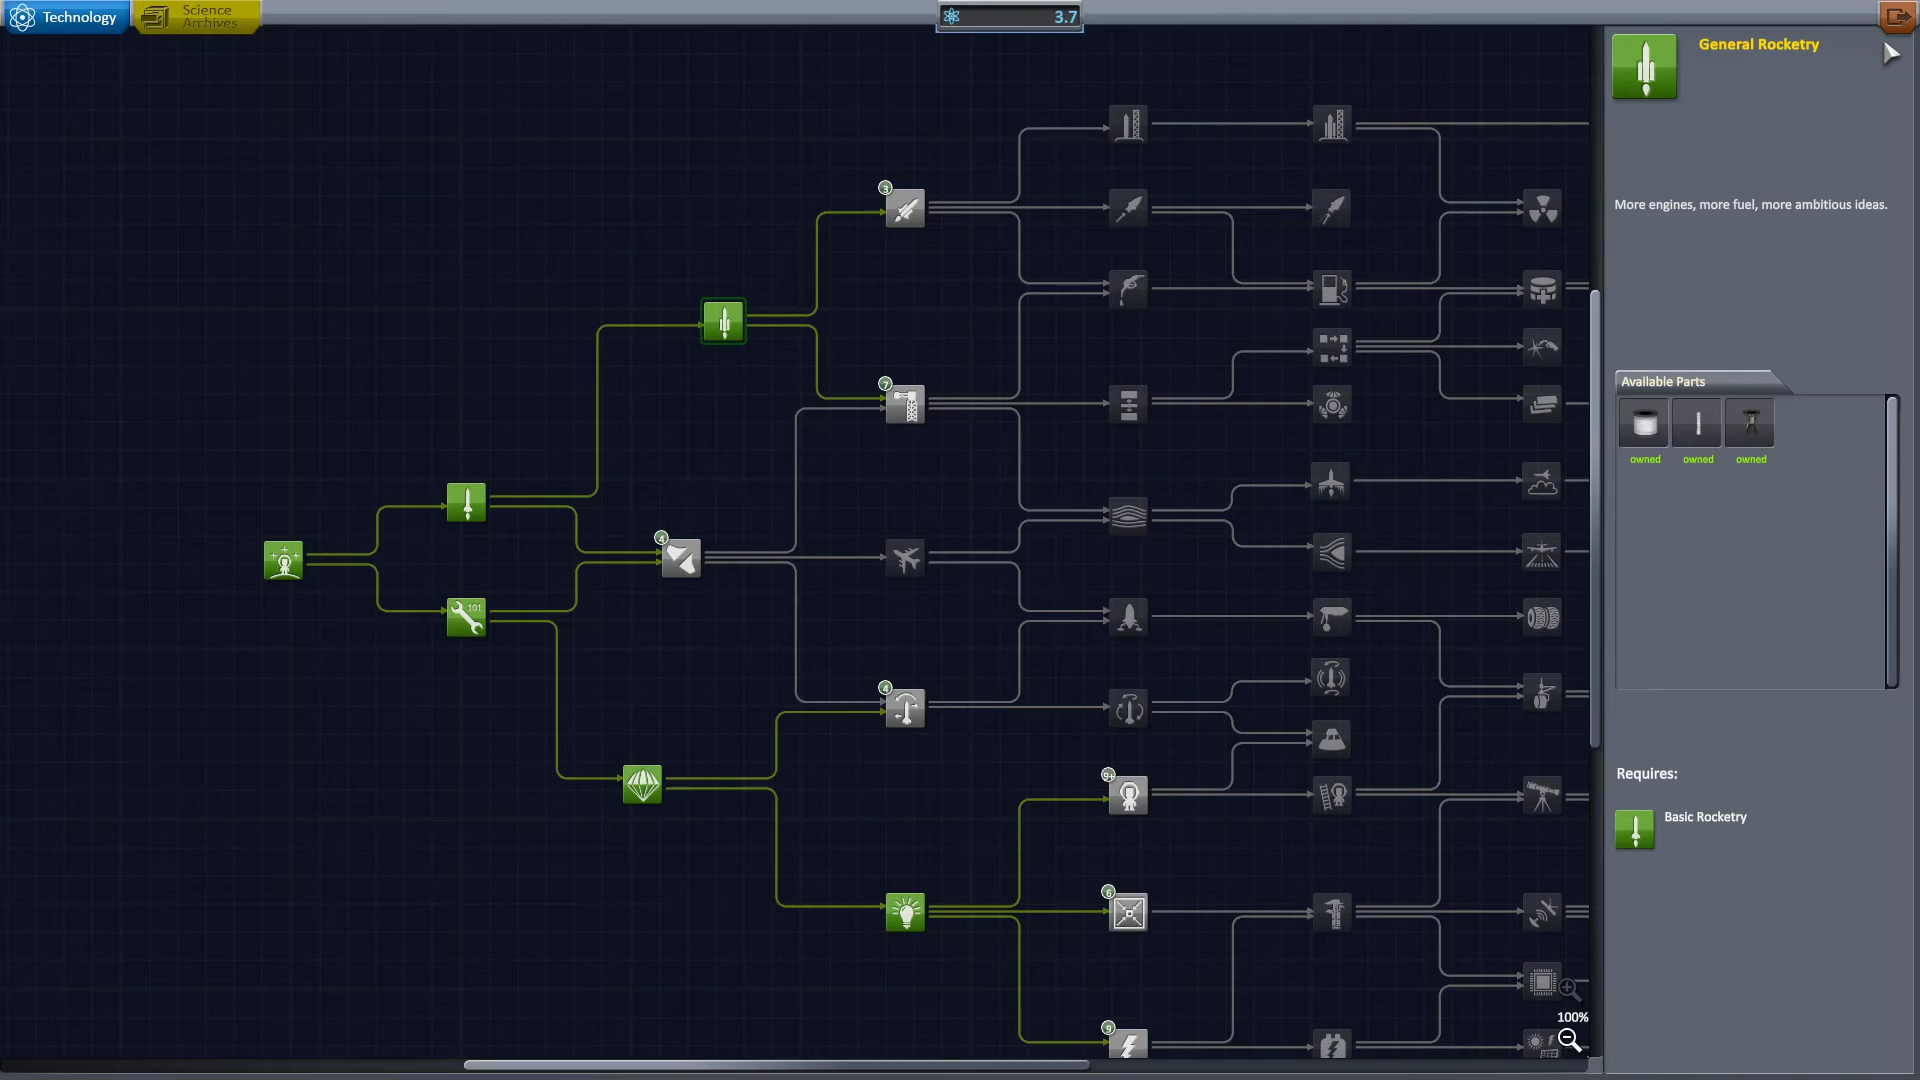 Technology
Science
Archives
3.7
General Rocketry
More engines, more fuel, more ambitious ideas.
3
7
Available Parts
owned owned owned
4
101
4
Requires:
Basic Rocketry
9+
6
9
100%